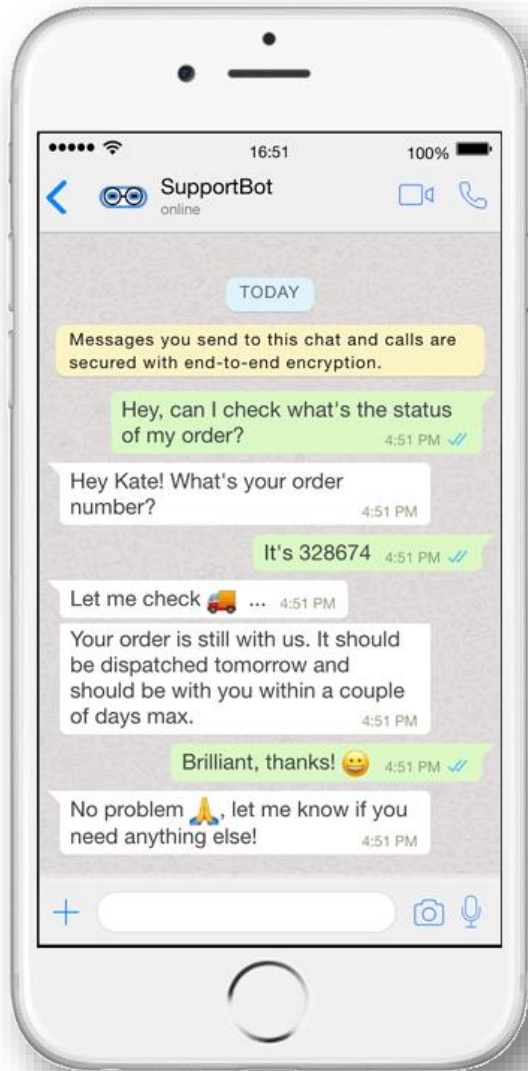 16:51
100%
SupportBot
online
TODAY
Messages you send to this chat and calls are
secured with end-to-end encryption.
Hey, can I check what's the status
of my order?
4:51 PM
Hey Kate! What's your order
number?
4:51 PM
It's 328674 4:51 PM
Let me check 🚚 ... 4:51 PM
Your order is still with us. It should
be dispatched tomorrow and
should be with you within a couple
of days max.
4:51 PM
Brilliant, thanks! 😀 4:51 PM
No problem 🙏, let me know if you
need anything else!
4:51 PM